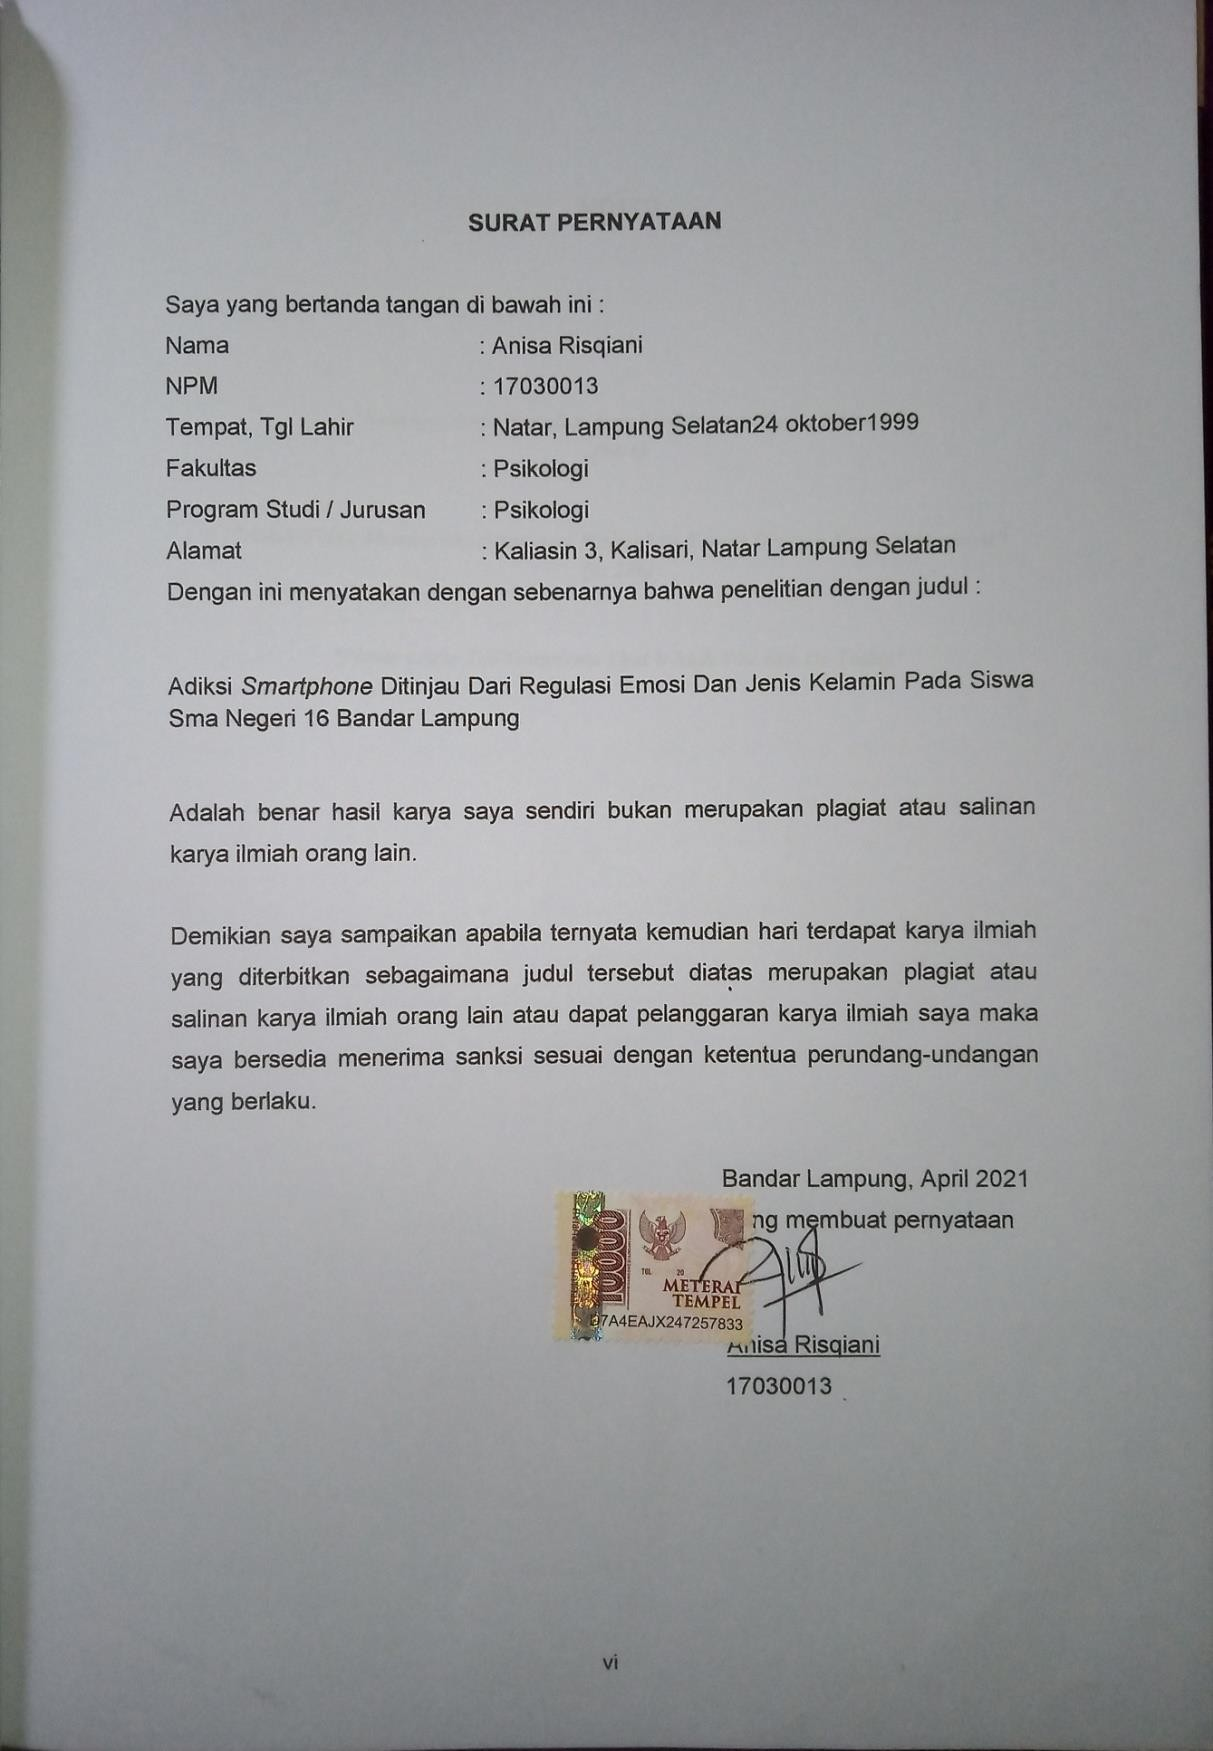 SURAT PERNYATAAN
Saya yang bertanda tangan di bawah ini :
Nama : Anisa Risqiani
NPM : 17030013
Tempat, Tgl Lahir : Natar, Lampung Selatan24 oktober1999
Fakultas : Psikologi
Program Studi / Jurusan : Psikologi
Alamat : Kaliasin 3, Kalisari, Natar Lampung Selatan
Dengan ini menyatakan dengan sebenarnya bahwa penelitian dengan judul :
Adiksi Smartphone Ditinjau Dari Regulasi Emosi Dan Jenis Kelamin Pada Siswa
Sma Negeri 16 Bandar Lampung
Adalah benar hasil karya saya sendiri bukan merupakan plagiat atau salinan
karya ilmiah orang lain.
Demikian saya sampaikan apabila ternyata kemudian hari terdapat karya ilmiah
yang diterbitkan sebagaimana judul tersebut diatas merupakan plagiat atau
salinan karya ilmiah orang lain atau dapat pelanggaran karya ilmiah saya maka
saya bersedia menerima sanksi sesuai dengan ketentua perundang-undangan
yang berlaku.
Bandar Lampung, April 2021
ng membuat pernyataan
10000
TGL 20
METERAI
TEMPEL
D7A4EAJX247257833
Anisa Risqiani
17030013
vi